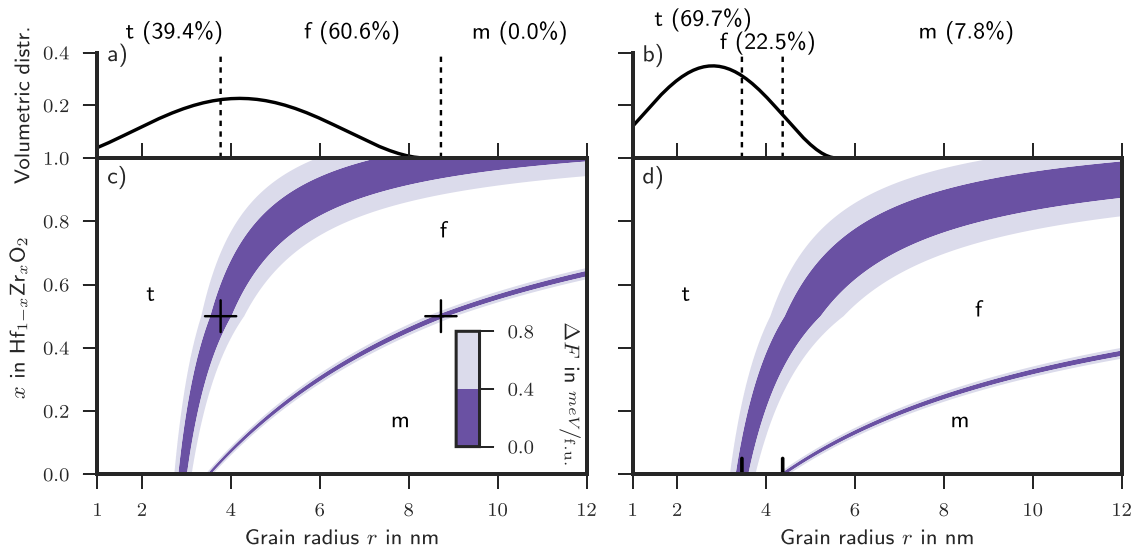 t (39.4%) f (60.6%) m (0.0%)
t (69.7%) f (22.5%) m (7.8%)
Volumetric distr.
0.4
0.2
a)
b)
1.0
0.8
0.6
0.4
0.2
0.0
x in Hf₁₋ₓZrₓO₂
c)
t
f
m
0.8
0.4
0.0
ΔF in meV/f.u.
d)
t
f
m
1 2 4 6 8 10 12
Grain radius r in nm
1 2 4 6 8 10 12
Grain radius r in nm